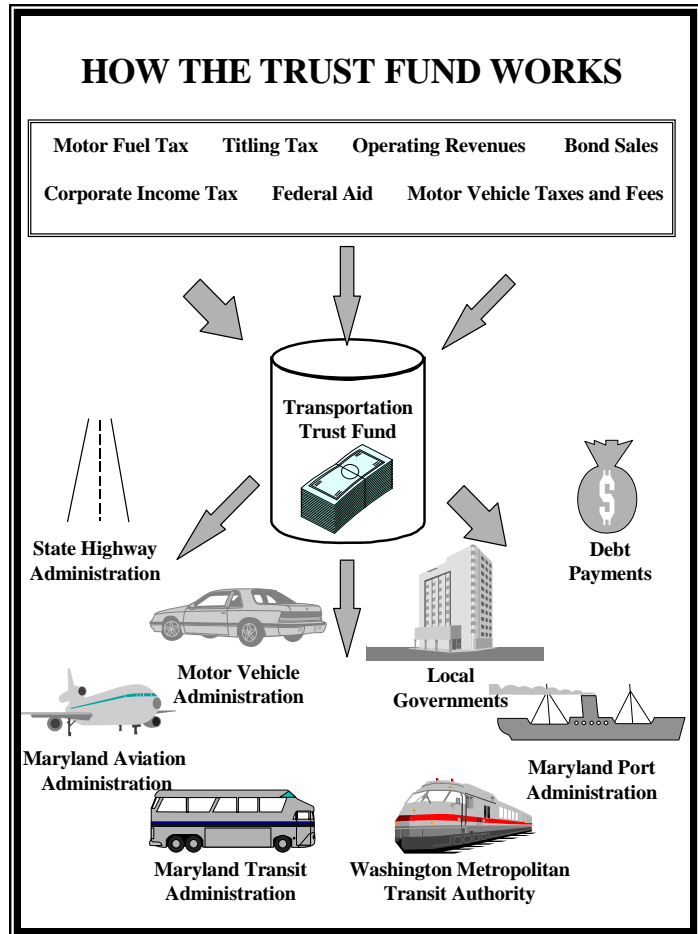 HOW THE TRUST FUND WORKS
Motor Fuel Tax Titling Tax Operating Revenues Bond Sales
Corporate Income Tax Federal Aid Motor Vehicle Taxes and Fees
Transportation
Trust Fund
$
State Highway
Administration
Debt
Payments
Motor Vehicle
Administration
Local
Governments
Maryland Aviation
Administration
Maryland Port
Administration
Maryland Transit
Administration
Washington Metropolitan
Transit Authority